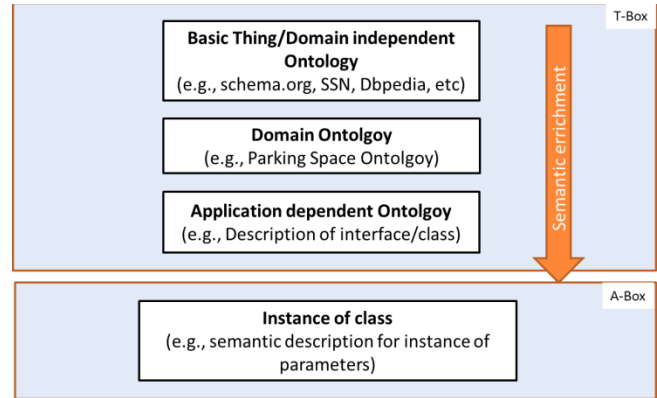 T-Box
Basic Thing/Domain independent
Ontology
(e.g., schema.org, SSN, Dbpedia, etc)
Domain Ontolgoy
(e.g., Parking Space Ontolgoy)
Application dependent Ontolgoy
(e.g., Description of interface/class)
Semantic errichment
A-Box
Instance of class
(e.g., semantic description for instance of
parameters)